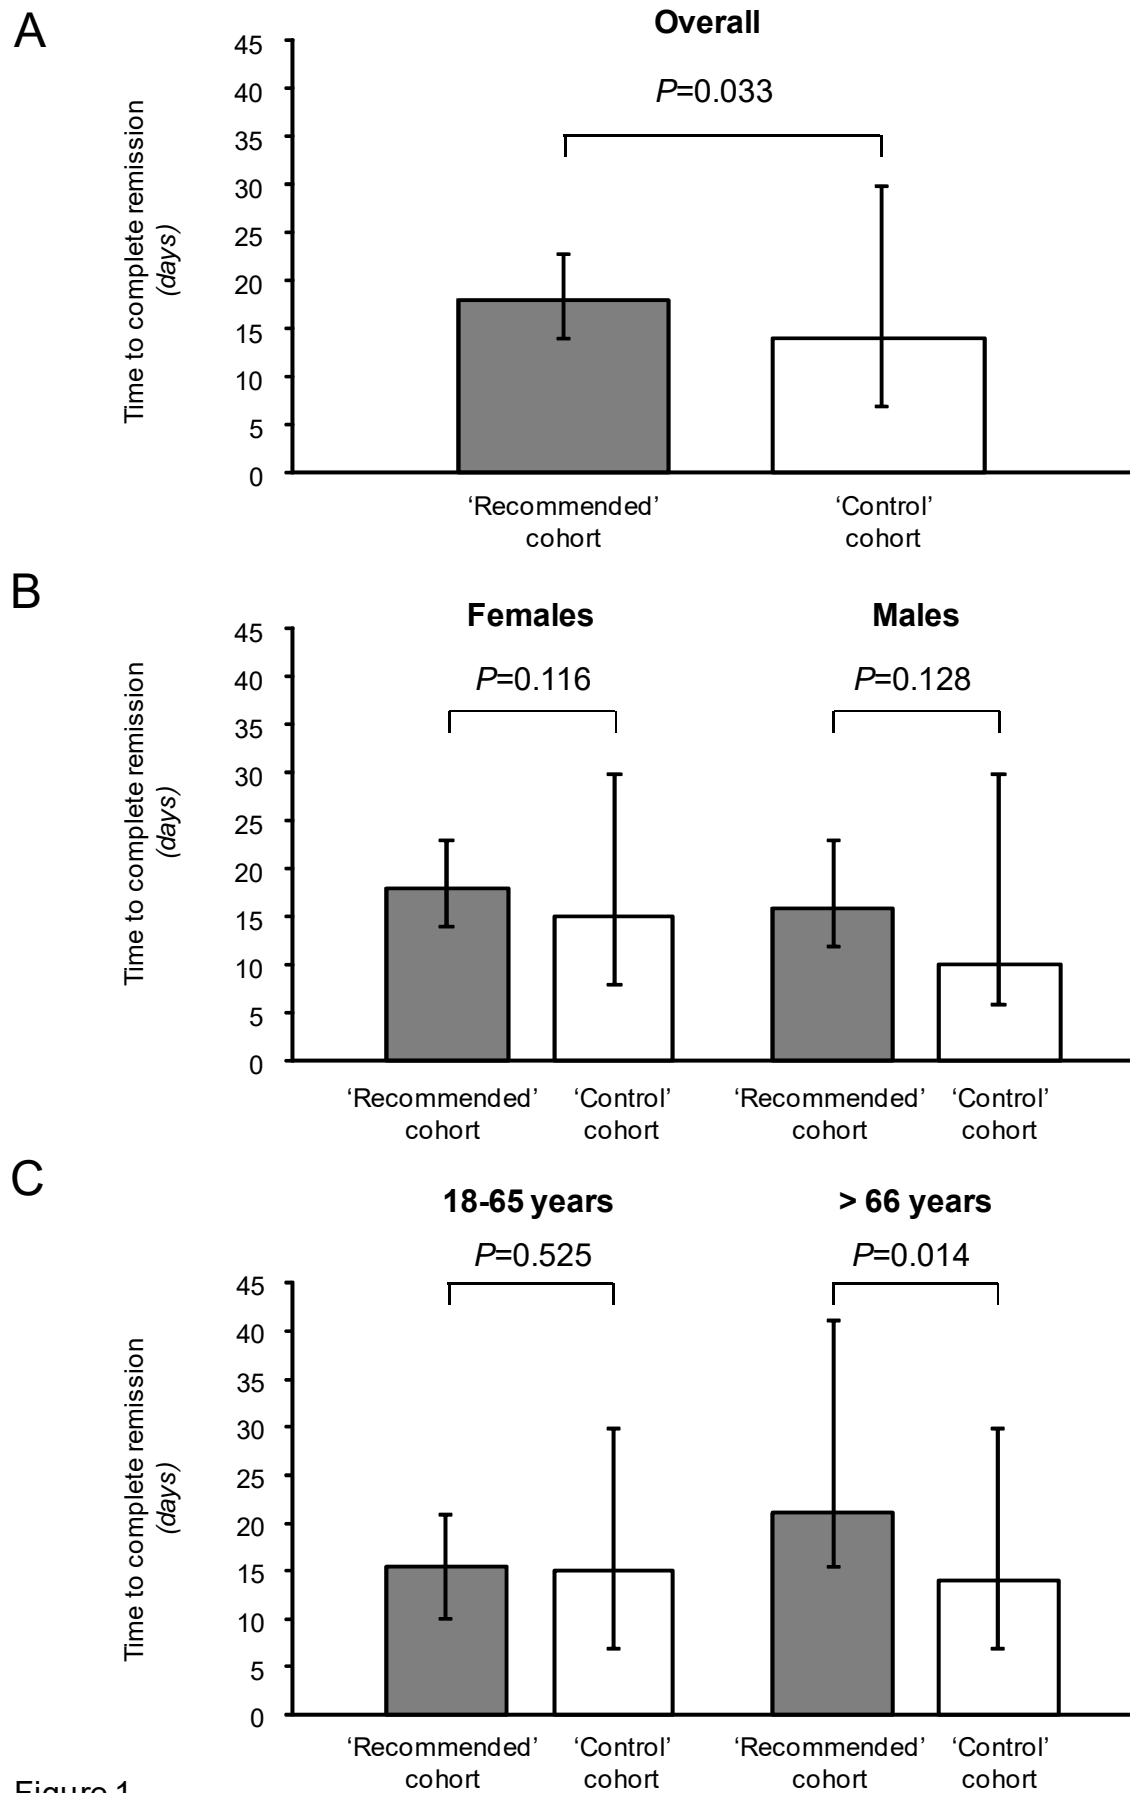 A
Overall
P=0.033
45
40
35
30
25
20
15
10
5
0
Time to complete remission
(days)
‘Recommended’
cohort
‘Control’
cohort
B
Females
Males
P=0.116
P=0.128
45
40
35
30
25
20
15
10
5
0
Time to complete remission
(days)
‘Recommended’
cohort
‘Control’
cohort
‘Recommended’
cohort
‘Control’
cohort
C
18-65 years
> 66 years
P=0.525
P=0.014
45
40
35
30
25
20
15
10
5
0
Time to complete remission
(days)
‘Recommended’
cohort
‘Control’
cohort
‘Recommended’
cohort
‘Control’
cohort
Figure 1